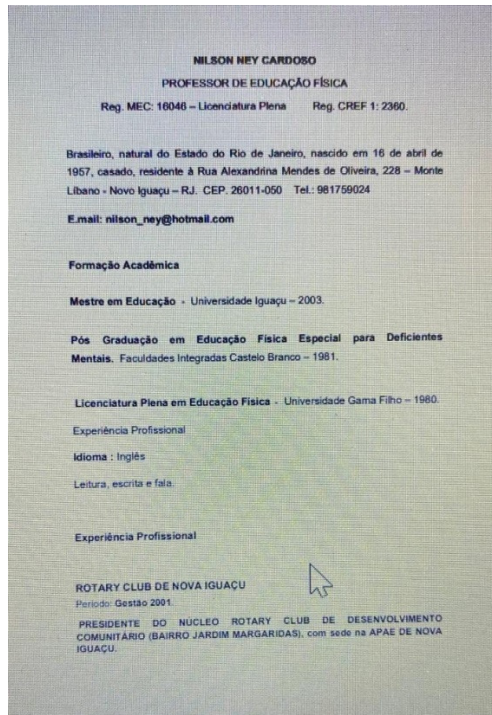 NILSON NEY CARDOSO
PROFESSOR DE EDUCAÇÃO FÍSICA
Reg. MEC: 16046 – Licenciatura Plena Reg. CREF 1: 2360.
Brasileiro, natural do Estado do Rio de Janeiro, nascido em 16 de abril de
1957, casado, residente à Rua Alexandrina Mendes de Oliveira, 228 – Monte
Líbano - Novo Iguaçu – RJ. CEP. 26011-050 Tel.: 981759024
E.mail: nilson_ney@hotmail.com
Formação Acadêmica
Mestre em Educação - Universidade Iguaçu – 2003.
Pós Graduação em Educação Física Especial para Deficientes
Mentais. Faculdades Integradas Castelo Branco – 1981.
Licenciatura Plena em Educação Física - Universidade Gama Filho – 1980.
Experiência Profissional
Idioma : Inglês
Leitura, escrita e fala.
Experiência Profissional
ROTARY CLUB DE NOVA IGUAÇU
Período: Gestão 2001.
PRESIDENTE DO NÚCLEO ROTARY CLUB DE DESENVOLVIMENTO
COMUNITÁRIO (BAIRRO JARDIM MARGARIDAS), com sede na APAE DE NOVA
IGUAÇU.